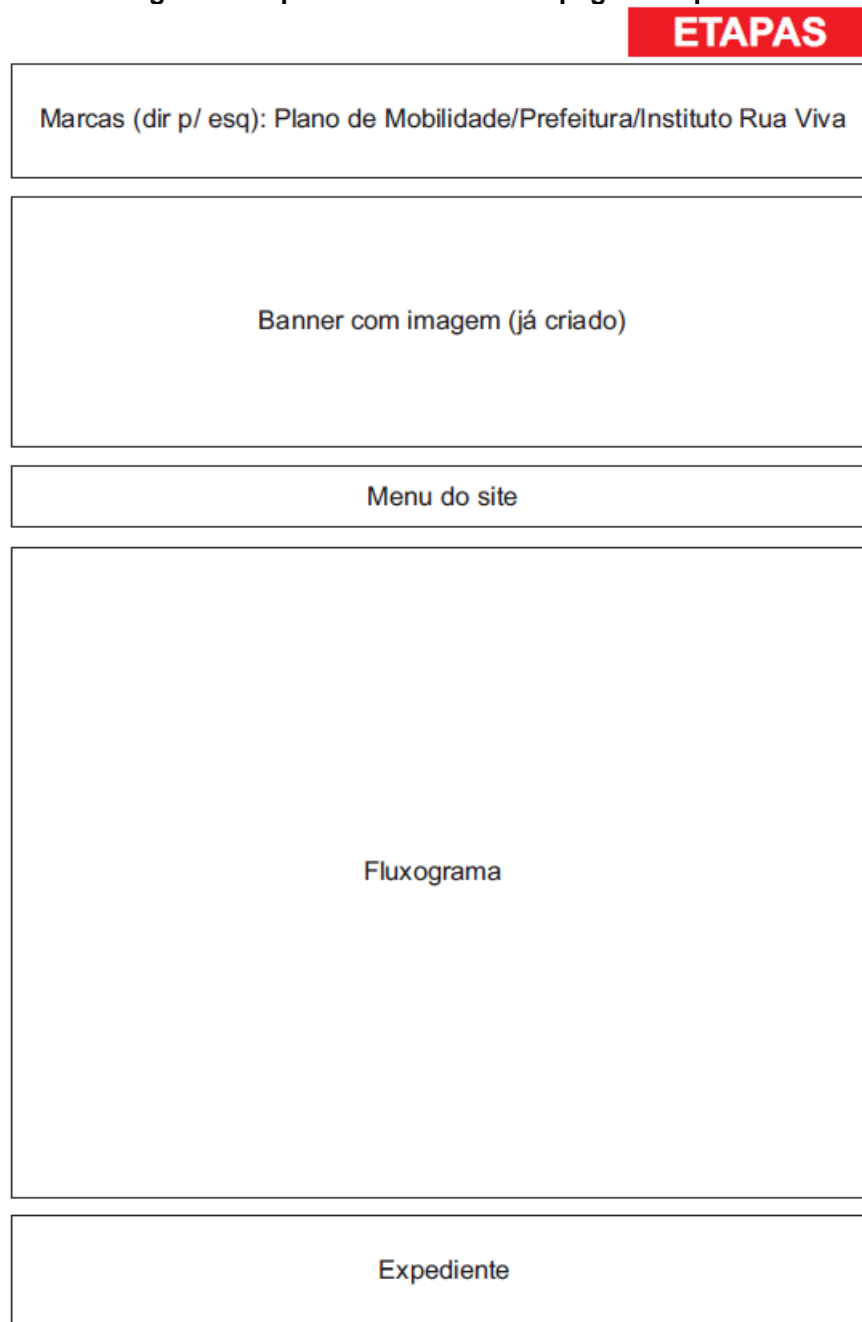 ETAPAS
Marcas (dir p/ esq): Plano de Mobilidade/Prefeitura/Instituto Rua Viva
Banner com imagem (já criado)
Menu do site
Fluxograma
Expediente